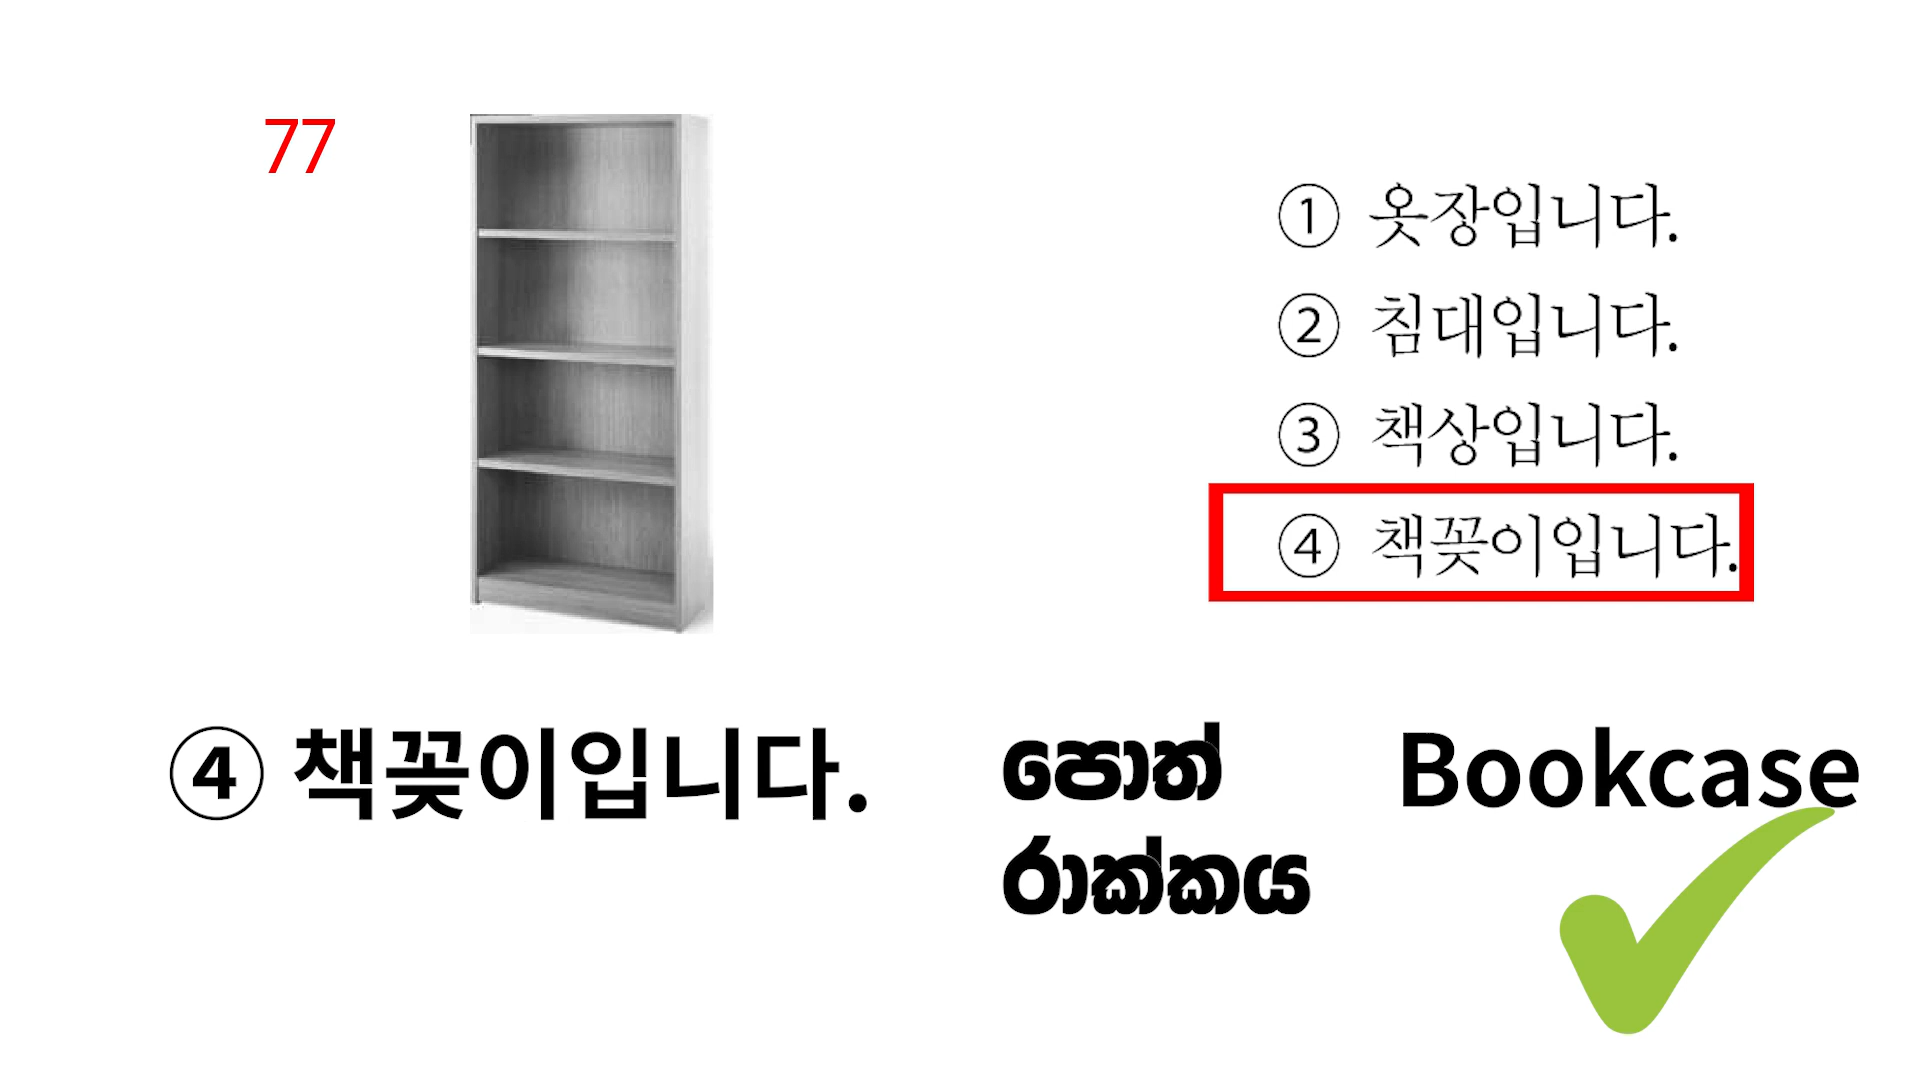 77
① 옷장입니다.
② 침대입니다.
③ 책상입니다.
④ 책꽂이입니다.
④ 책꽂이입니다.
පොත්
රාක්කය
Bookcase